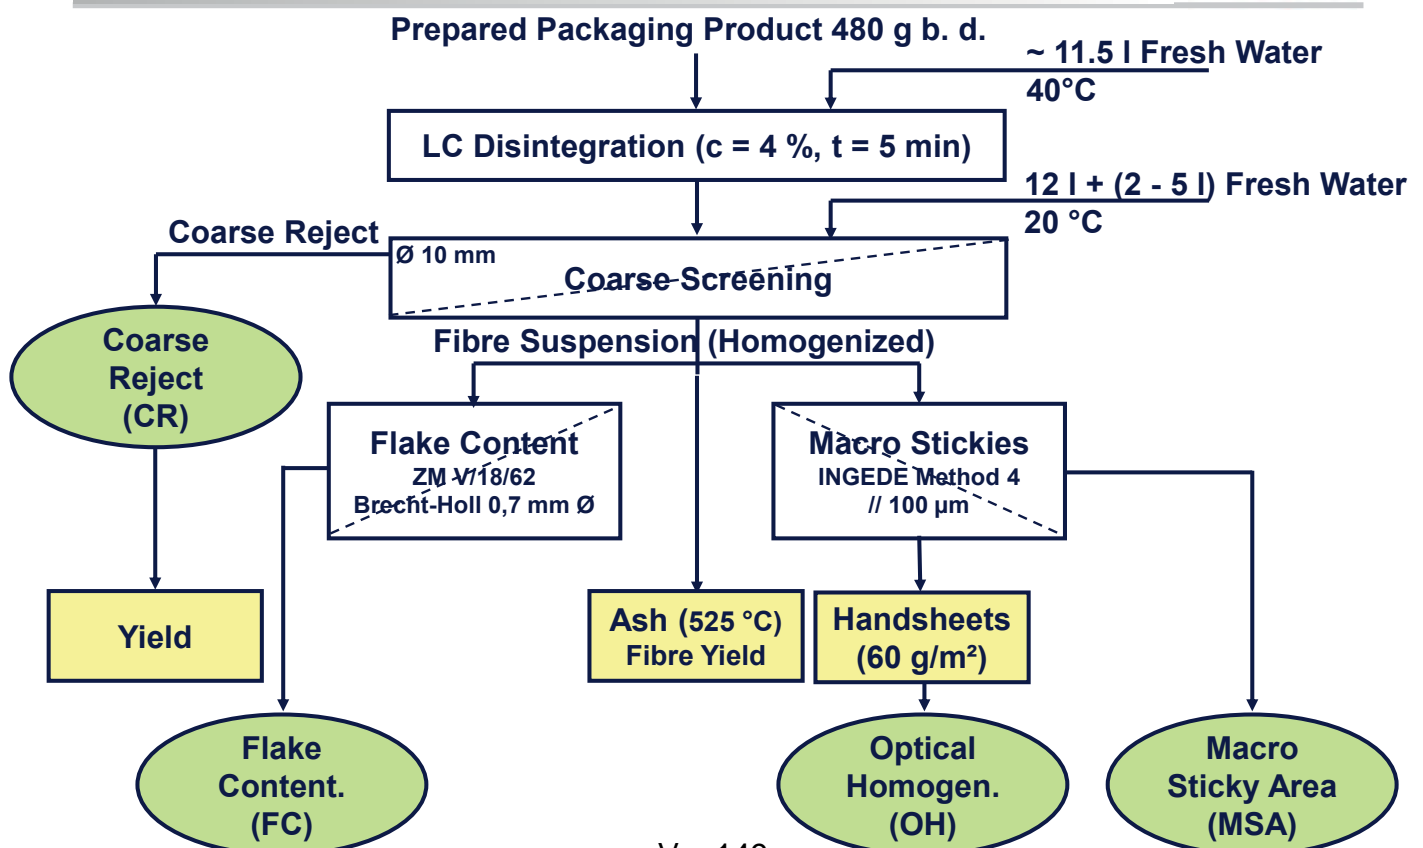 Prepared Packaging Product 480 g b. d.
~ 11.5 l Fresh Water
40°C
LC Disintegration (c = 4 %, t = 5 min)
12 l + (2 - 5 l) Fresh Water
20 °C
Coarse Reject
Ø 10 mm
Coarse Screening
Fibre Suspension (Homogenized)
Coarse
Reject
(CR)
Flake Content
ZM V/18/62
Brecht-Holl 0,7 mm Ø
Macro Stickies
INGEDE Method 4
// 100 µm
Yield
Ash (525 °C)
Fibre Yield
Handsheets
(60 g/m²)
Flake
Content.
(FC)
Optical
Homogen.
(OH)
Macro
Sticky Area
(MSA)